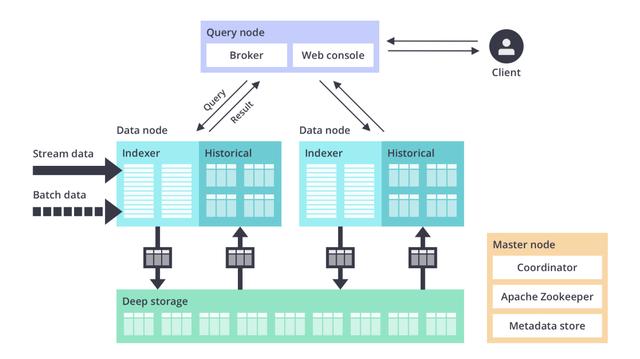 Query node
Broker
Web console
Client
Query
Result
Data node
Data node
Stream data
Indexer
Historical
Indexer
Historical
Batch data
Master node
Coordinator
Apache Zookeeper
Metadata store
Deep storage